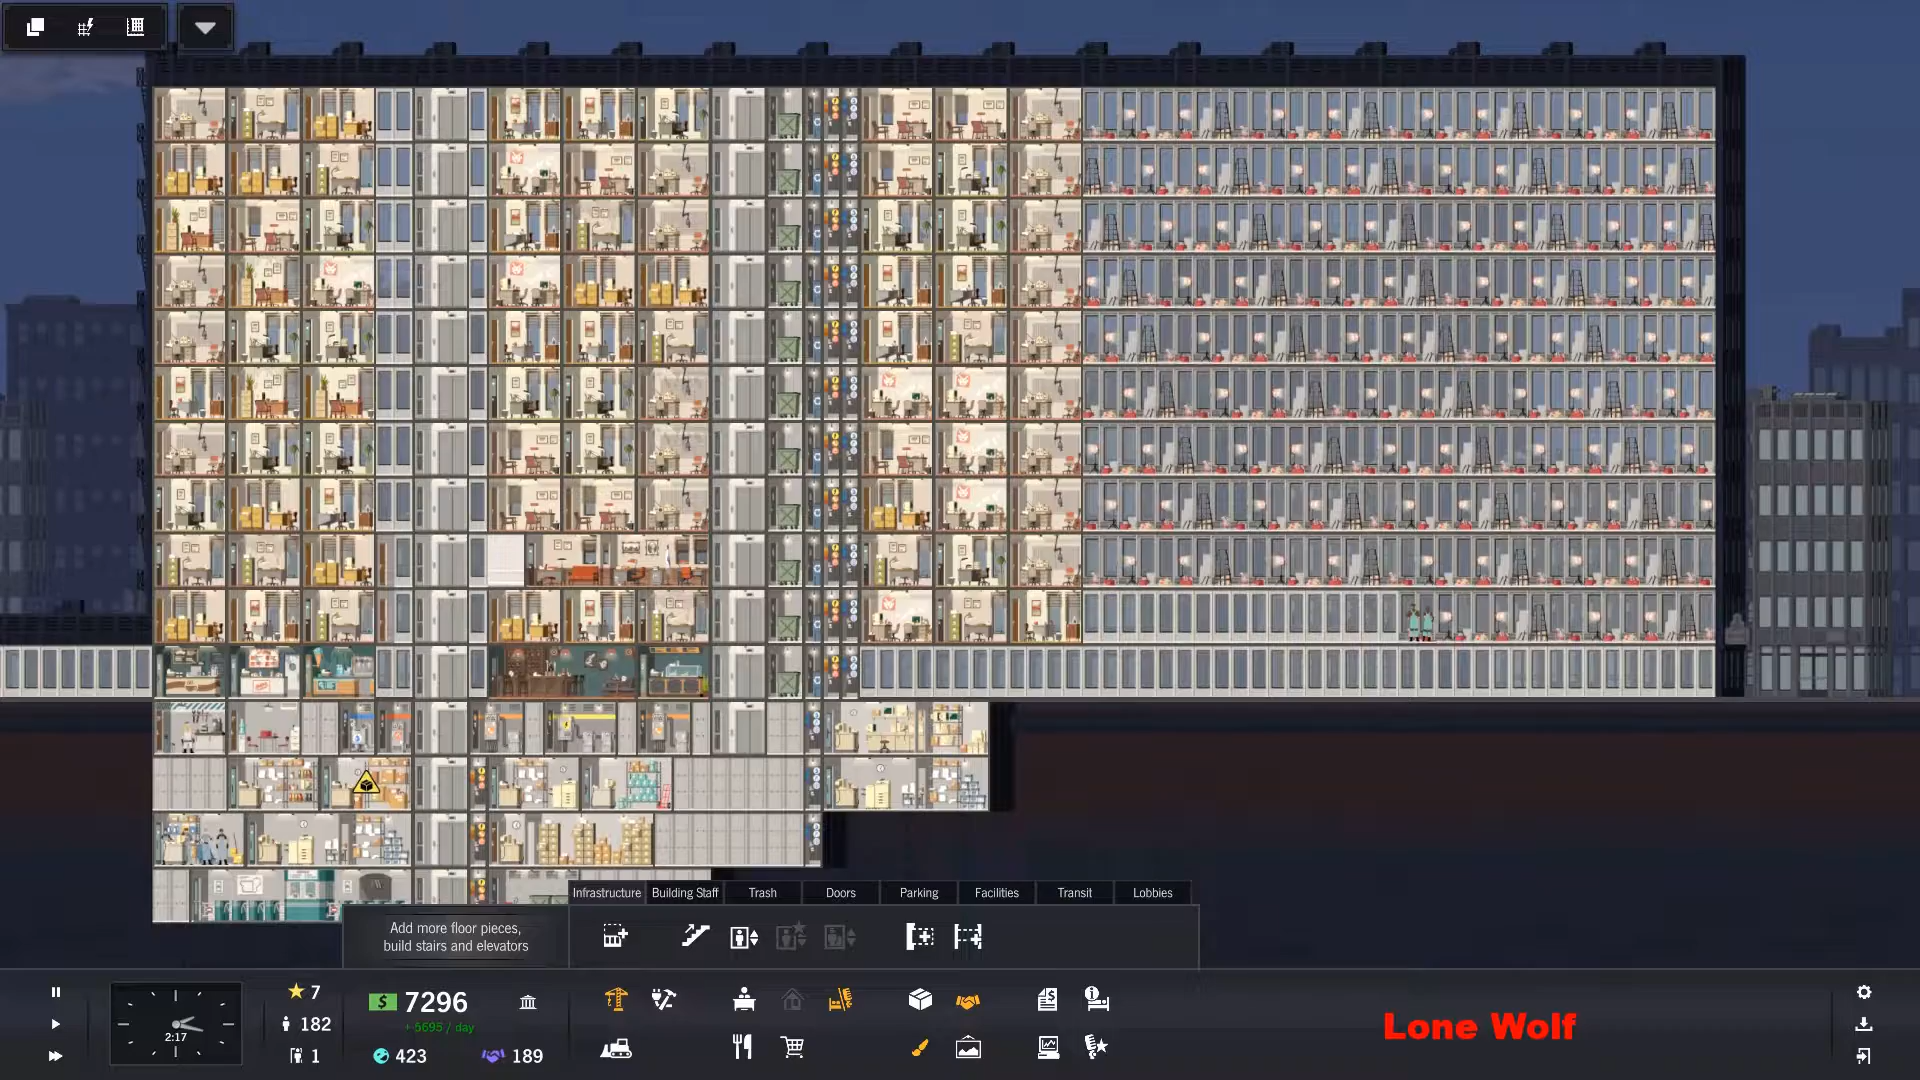 Infrastructure
Building Staff
Trash
Doors
Parking
Facilities
Transit
Lobbies
Add more floor pieces,
build stairs and elevators
7
182
1
2:17
$ 7296
+ 5695 / day
423
189
Lone Wolf